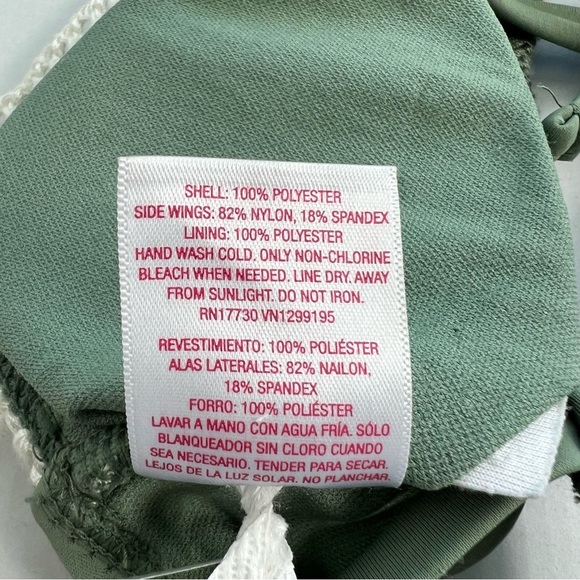 SHELL: 100% POLYESTER
SIDE WINGS: 82% NYLON, 18% SPANDEX
LINING: 100% POLYESTER
HAND WASH COLD. ONLY NON-CHLORINE
BLEACH WHEN NEEDED. LINE DRY. AWAY
FROM SUNLIGHT. DO NOT IRON.
RN17730 VN1299195
REVESTIMIENTO: 100% POLIÉSTER
ALAS LATERALES: 82% NAILON,
18% SPANDEX
FORRO: 100% POLIÉSTER
LAVAR A MANO CON AGUA FRÍA. SÓLO
BLANQUEADOR SIN CLORO CUANDO
SEA NECESARIO. TENDER PARA SECAR.
LEJOS DE LA LUZ SOLAR. NO PLANCHAR.